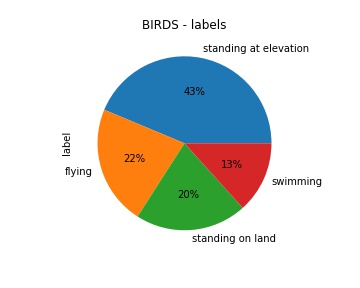 BIRDS - labels
standing at elevation
43%
label
flying
22%
13%
swimming
20%
standing on land